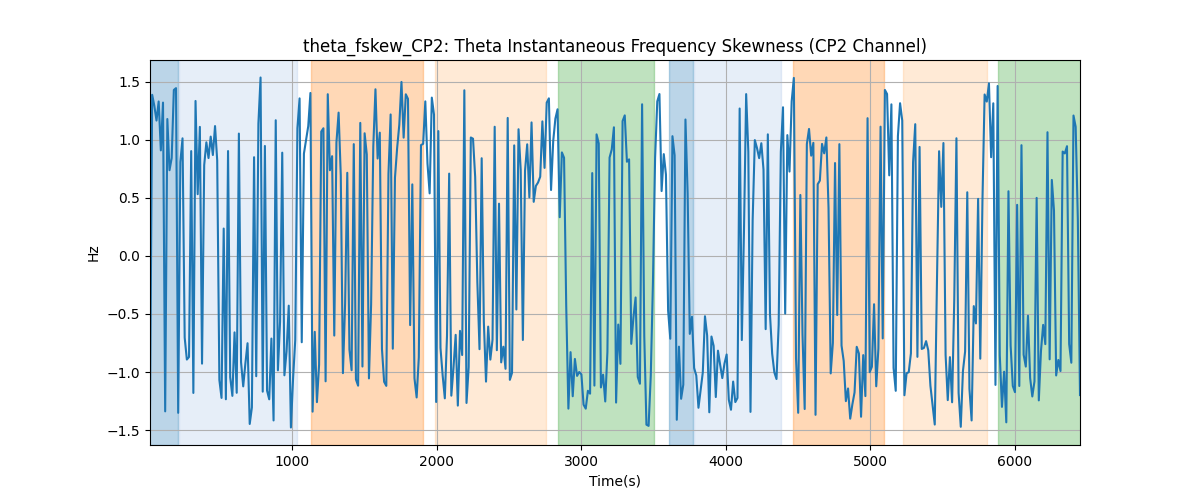 theta_fskew_CP2: Theta Instantaneous Frequency Skewness (CP2 Channel)
1.5
1.0
0.5
0.0
−0.5
−1.0
−1.5
Hz
1000 2000 3000 4000 5000 6000
Time(s)